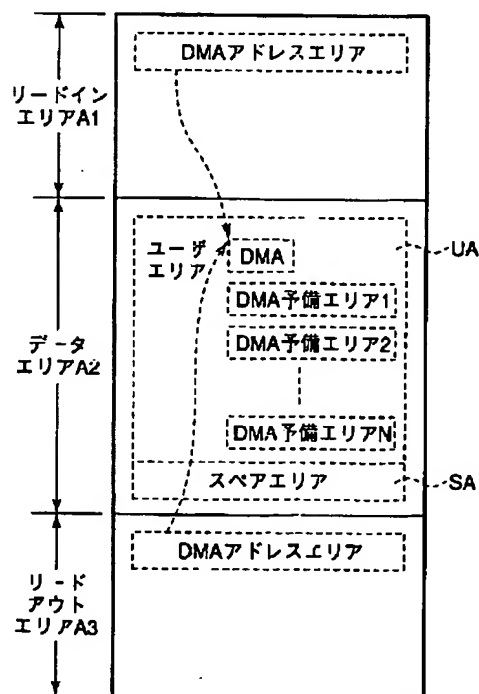 DMAアドレスエリア
リードイン
エリアA1
ユーザ
エリア
DMA
UA
DMA予備エリア1
DMA予備エリア2
データ
エリアA2
DMA予備エリアN
スペアエリア
SA
DMAアドレスエリア
リード
アウト
エリアA3